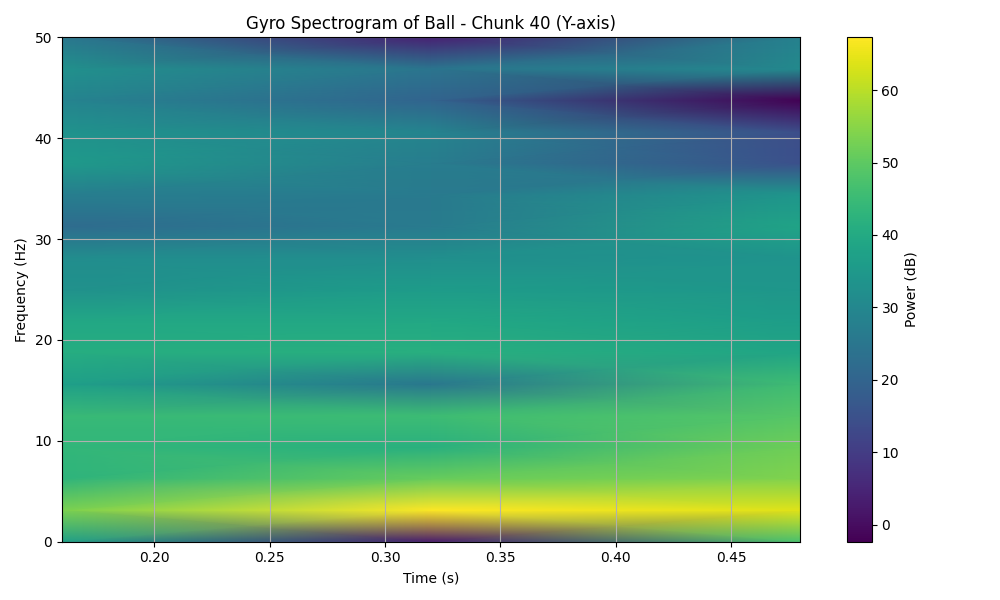 Gyro Spectrogram of Ball - Chunk 40 (Y-axis)
Frequency (Hz)
50
40
30
20
10
0
0.20 0.25 0.30 0.35 0.40 0.45
Time (s)
60
50
40
30
20
10
0
Power (dB)